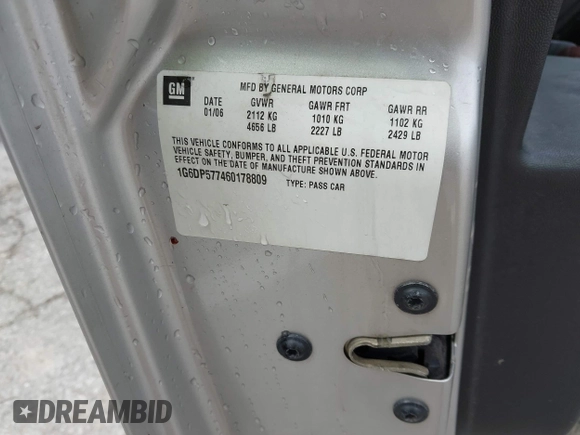 GM
MFD BY GENERAL MOTORS CORP
DATE GVWR GAWR FRT GAWR RR
01/06 2112 KG 1010 KG 1102 KG
4656 LB 2227 LB 2429 LB
THIS VEHICLE CONFORMS TO ALL APPLICABLE U.S. FEDERAL MOTOR
VEHICLE SAFETY, BUMPER, AND THEFT PREVENTION STANDARDS IN
EFFECT ON THE DATE OF MANUFACTURE SHOWN ABOVE.
1G6DP577460178809 TYPE: PASS CAR
DREAMBID